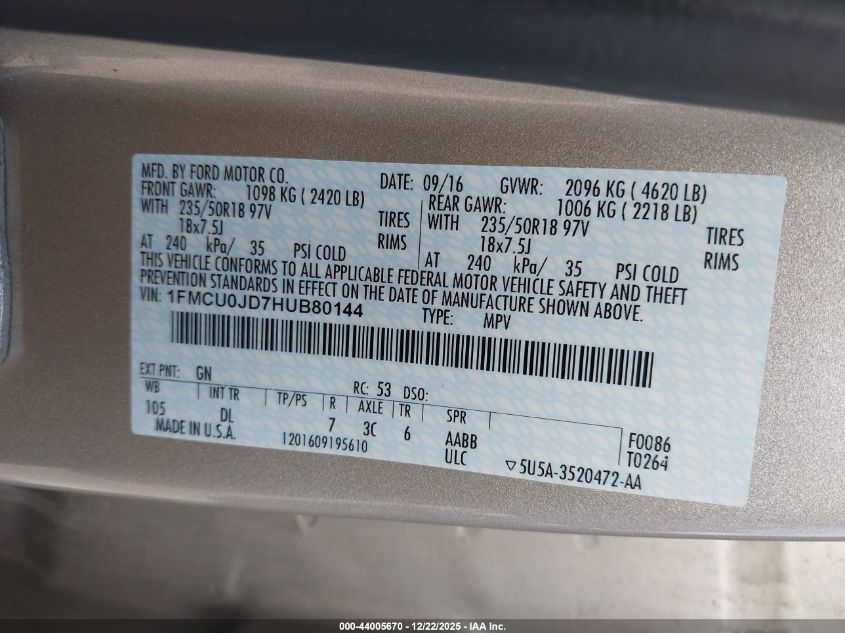 MFD. BY FORD MOTOR CO. DATE: 09/16 GVWR: 2096 KG ( 4620 LB)
FRONT GAWR: 1098 KG ( 2420 LB) REAR GAWR: 1006 KG ( 2218 LB)
WITH 235/50R18 97V TIRES WITH 235/50R18 97V TIRES
18x7.5J RIMS 18x7.5J RIMS
AT 240 kPa/ 35 PSI COLD AT 240 kPa/ 35 PSI COLD
THIS VEHICLE CONFORMS TO ALL APPLICABLE FEDERAL MOTOR VEHICLE SAFETY AND THEFT
PREVENTION STANDARDS IN EFFECT ON THE DATE OF MANUFACTURE SHOWN ABOVE.
VIN: 1FMCU0JD7HUB80144 TYPE: MPV
EXT PNT: GN RC: 53 DSO:
WB INT TR TP/PS R AXLE TR SPR
105 DL 7 3C 6 AABB F0086
MADE IN U.S.A. 1201609195610 ULC T0264
▽5U5A-3520472-AA
000-44005670 - 12/22/2025 - IAA Inc.